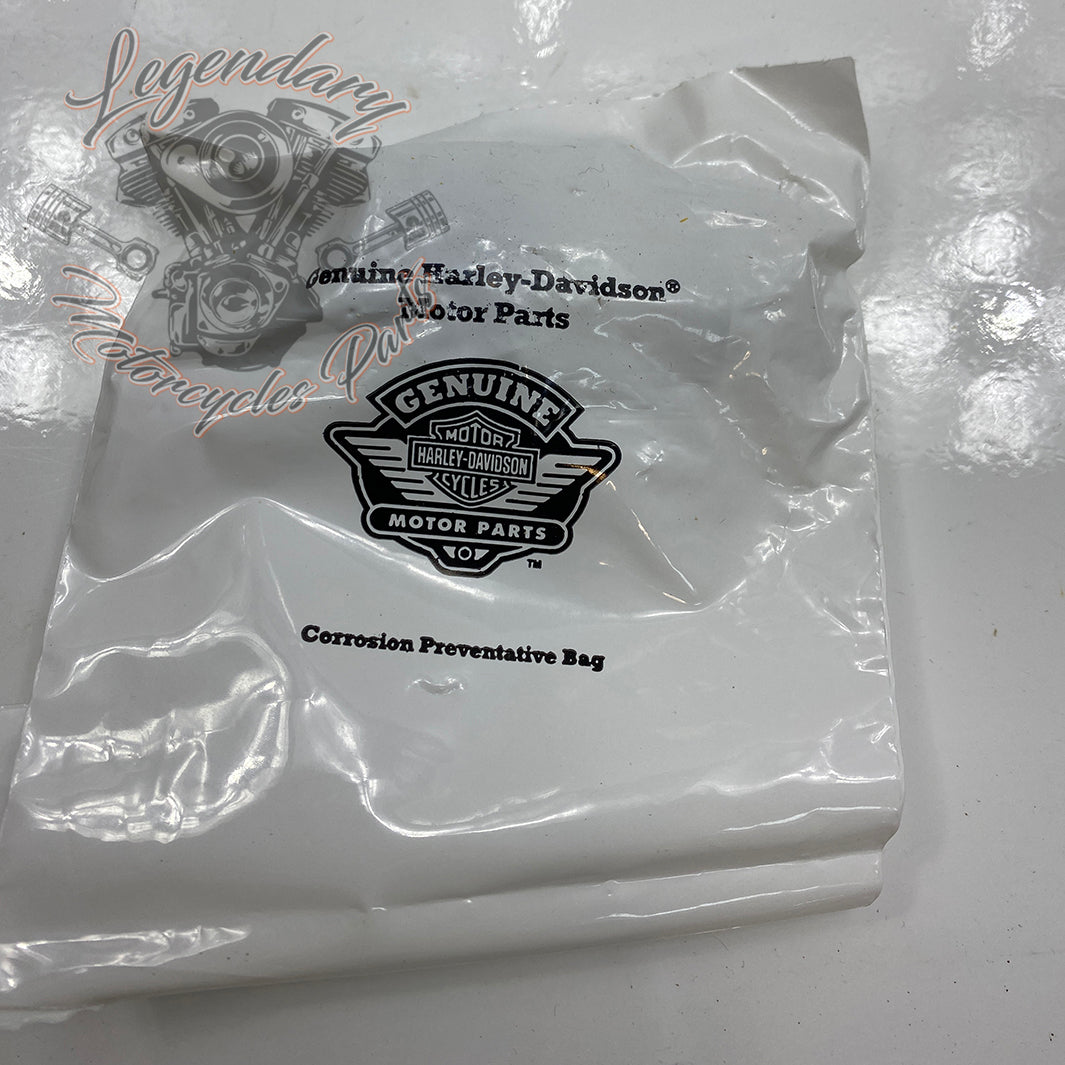 Legendary
Motorcycles Parts
Genuine Harley-Davidson®
Motor Parts
GENUINE
MOTOR
HARLEY-DAVIDSON
CYCLES
MOTOR PARTS
TM
Corrosion Preventative Bag